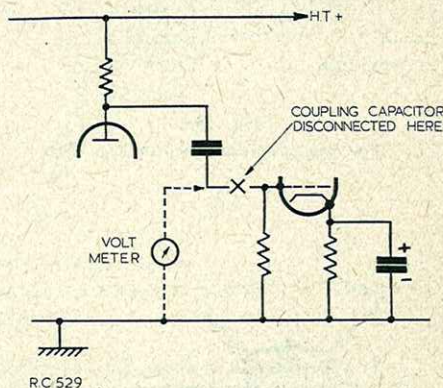 H.T +
COUPLING CAPACITOR
DISCONNECTED HERE
VOLT
METER
+
-
R.C 529